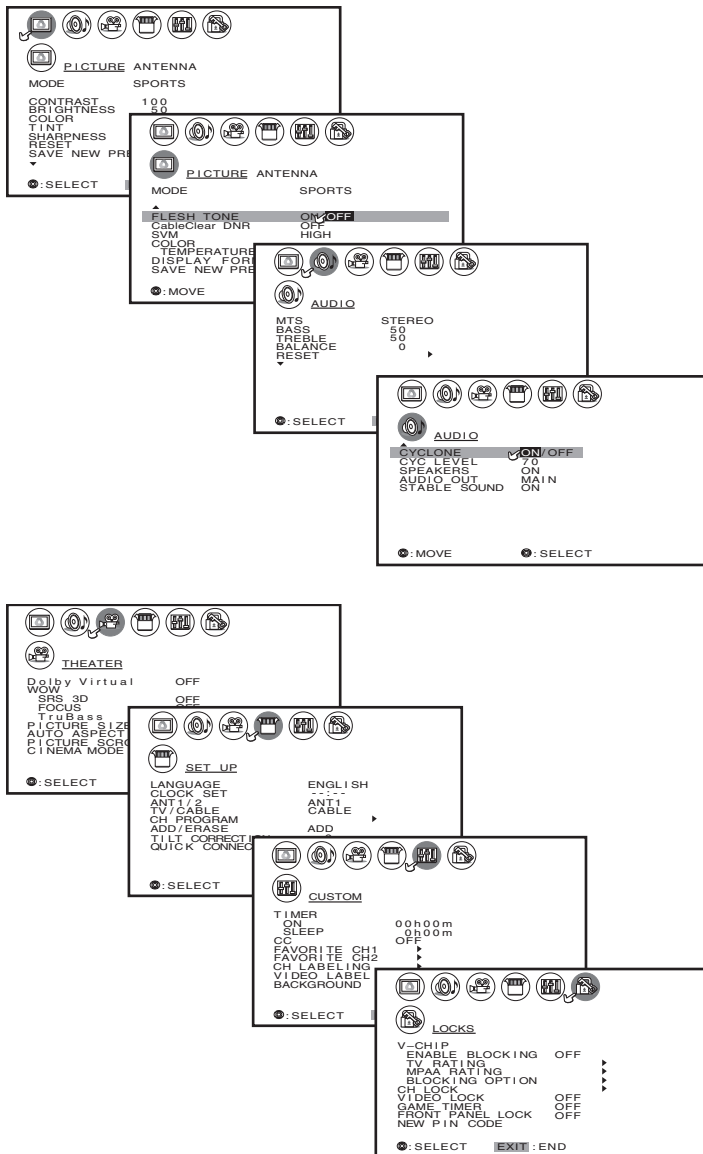 PICTURE ANTENNA
MODE SPORTS
CONTRAST 100
BRIGHTNESS 50
COLOR
TINT
SHARPNESS
RESET
SAVE NEW PRE
:SELECT
PICTURE ANTENNA
MODE SPORTS
FLESH TONE ON OFF
CableClear DNR OFF
SVM HIGH
COLOR
TEMPERATURE
DISPLAY FOR
SAVE NEW PRE
:MOVE
AUDIO
MTS STEREO
BASS 50
TREBLE 50
BALANCE 0
RESET
:SELECT
AUDIO
CYCLONE ON/OFF
CYC LEVEL 70
SPEAKERS ON
AUDIO OUT MAIN
STABLE SOUND ON
:MOVE :SELECT
THEATER
Dolby Virtual OFF
WOW
SRS 3D OFF
FOCUS
TruBass
PICTURE SIZE
AUTO ASPECT
PICTURE SCRO
CINEMA MODE
:SELECT
SET UP
LANGUAGE ENGLISH
CLOCK SET --:--
ANT1/2 ANT1
TV/CABLE CABLE
CH PROGRAM
ADD/ERASE ADD
TILT CORRECTI
QUICK CONNEC
:SELECT
CUSTOM
TIMER
ON 00h00m
SLEEP 0h00m
CC OFF
FAVORITE CH1
FAVORITE CH2
CH LABELING
VIDEO LABEL
BACKGROUND
:SELECT
LOCKS
V-CHIP
ENABLE BLOCKING OFF
TV RATING
MPAA RATING
BLOCKING OPTION
CH LOCK
VIDEO LOCK OFF
GAME TIMER OFF
FRONT PANEL LOCK OFF
NEW PIN CODE
:SELECT EXIT :END